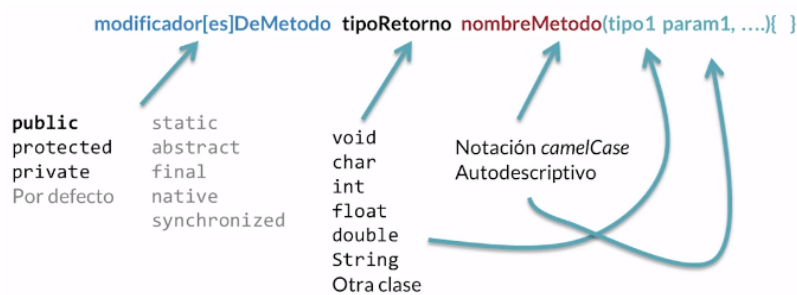 modificador[es]DeMetodo tipoRetorno nombreMetodo(tipo1 param1, ….){ }
public
protected
private
Por defecto
static
abstract
final
native
synchronized
void
char
int
float
double
String
Otra clase
Notación camelCase
Autodescriptivo